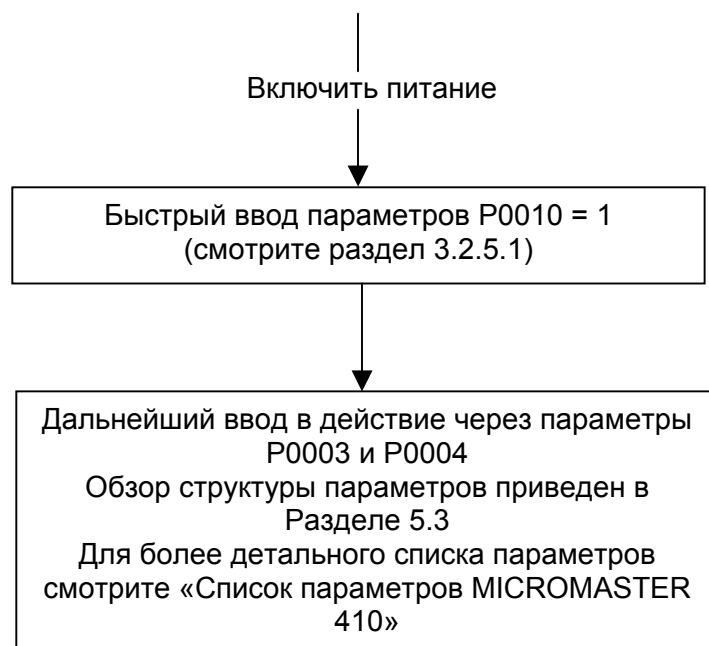 Включить питание
Быстрый ввод параметров P0010 = 1
(смотрите раздел 3.2.5.1)
Дальнейший ввод в действие через параметры
P0003 и P0004
Обзор структуры параметров приведен в
Разделе 5.3
Для более детального списка параметров
смотрите «Список параметров MICROMASTER
410»